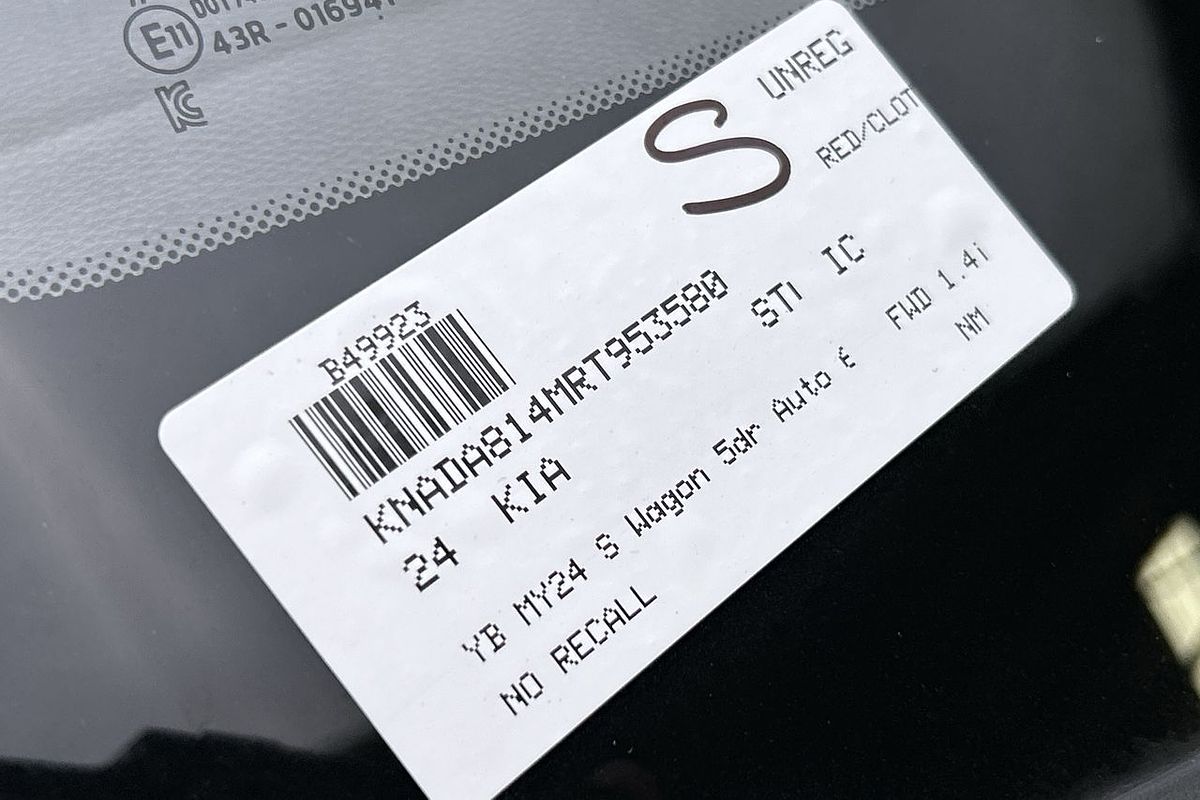 E11
43R - 01694
KC
S
UNREG
RED/CLOT
B49923
KNADA814MRT953580
STI IC
24 KIA
YB MY24 S Wagon 5dr Auto 6
FWD 1.4i
NO RECALL
NM